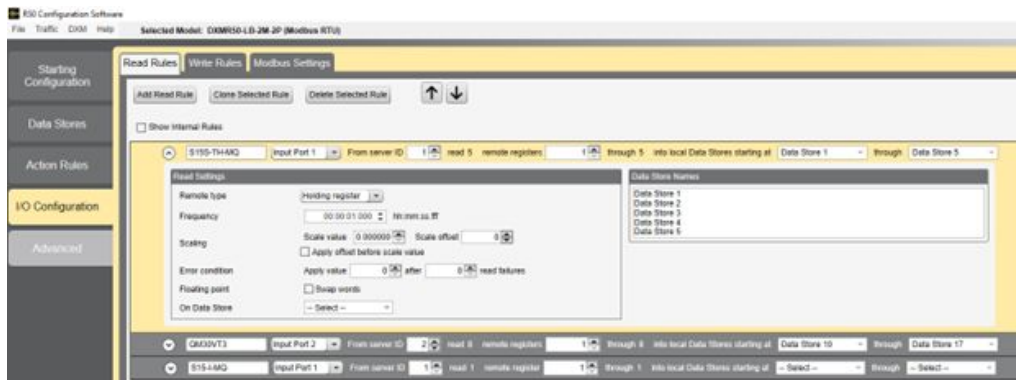 R50 Configuration Software
File Traffic DXM Help Selected Model: DXMR50-LB-2M-2P (Modbus RTU)
Starting Configuration
Data Stores
Action Rules
I/O Configuration
Advanced
Read Rules Write Rules Modbus Settings
Add Read Rule Clone Selected Rule Delete Selected Rule
Show Internal Rules
S15S-TH-MQ Input Port 1 From server ID 1 read 5 remote registers 1 through 5 into local Data Stores starting at Data Store 1 through Data Store 5
Read Settings
Remote type Holding register
Frequency 00:00:01.000 hh:mm:ss.fff
Scaling Scale value 0.000000 Scale offset 0
Apply offset before scale value
Error condition Apply value 0 after 0 read failures
Floating point Swap words
On Data Store -- Select --
Data Store Names
Data Store 1
Data Store 2
Data Store 3
Data Store 4
Data Store 5
QM30VT3 Input Port 2 From server ID 2 read 8 remote registers 1 through 8 into local Data Stores starting at Data Store 10 through Data Store 17
S15-I-MQ Input Port 1 From server ID 1 read 1 remote register 1 through 1 into local Data Stores starting at -- Select -- through -- Select --